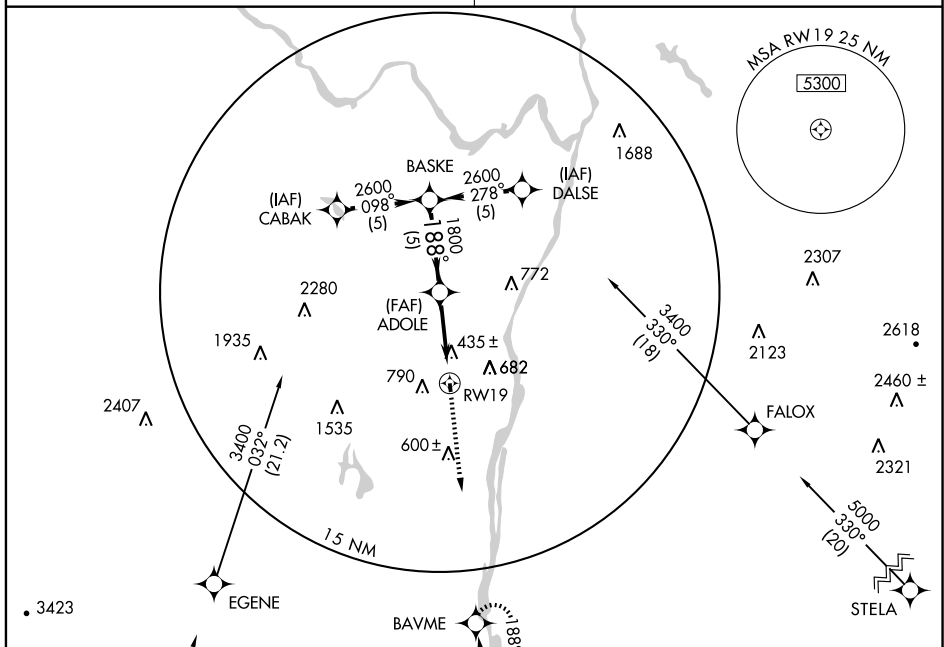 MSA RW19 25 NM
5300
1688
BASKE
(IAF)
CABAK
2600
098°
(5)
2600
278°
(5)
(IAF)
DALSE
1800
188°
(5)
2307
772
2280
(FAF)
ADOLE
3400
330°
(18)
1935
435 ±
2123
2618
682
790
RW19
2460 ±
2407
FALOX
1535
600 ±
3400
032°
(21.2)
2321
5000
330°
(20)
15 NM
EGENE
STELA
3423
BAVME
188°